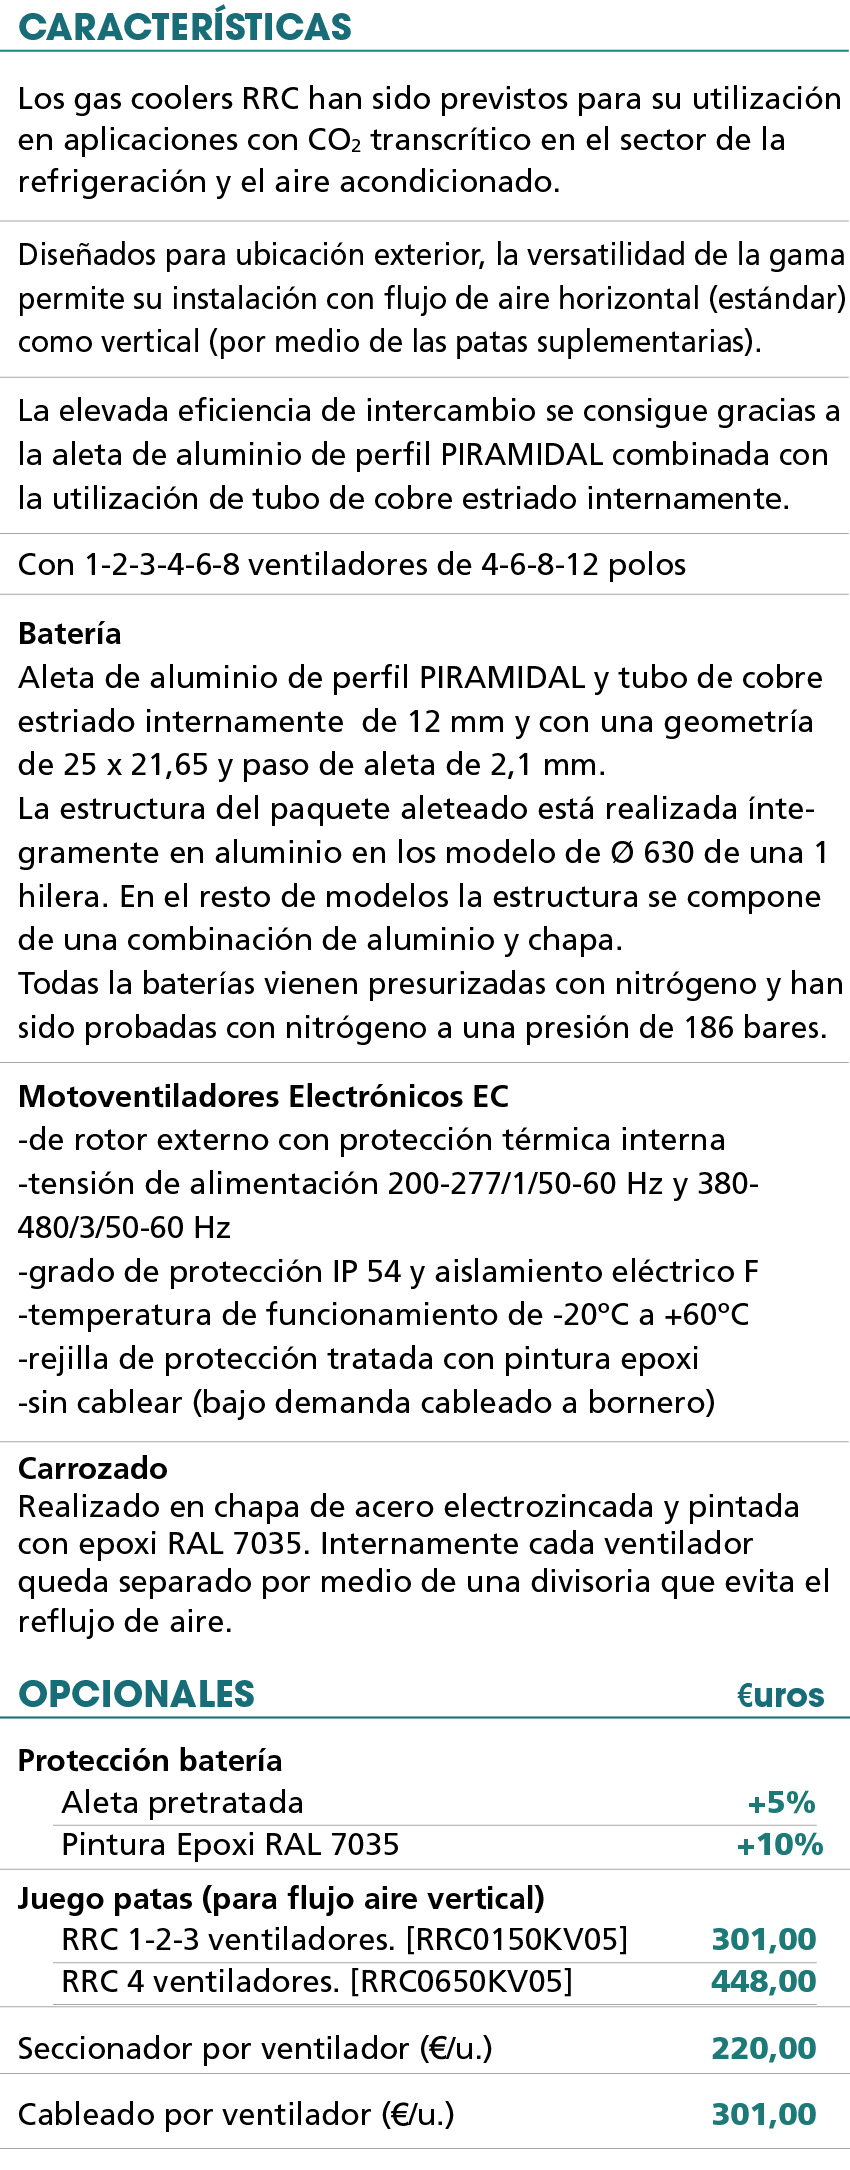 CARACTERÍSTICAS
Los gas coolers RRC han sido previstos para su utilización
en aplicaciones con CO₂ transcrítico en el sector de la
refrigeración y el aire acondicionado.
Diseñados para ubicación exterior, la versatilidad de la gama
permite su instalación con flujo de aire horizontal (estándar)
como vertical (por medio de las patas suplementarias).
La elevada eficiencia de intercambio se consigue gracias a
la aleta de aluminio de perfil PIRAMIDAL combinada con
la utilización de tubo de cobre estriado internamente.
Con 1-2-3-4-6-8 ventiladores de 4-6-8-12 polos
Batería
Aleta de aluminio de perfil PIRAMIDAL y tubo de cobre
estriado internamente  de 12 mm y con una geometría
de 25 x 21,65 y paso de aleta de 2,1 mm.
La estructura del paquete aleteado está realizada ínte-
gramente en aluminio en los modelo de Ø 630 de una 1
hilera. En el resto de modelos la estructura se compone
de una combinación de aluminio y chapa.
Todas la baterías vienen presurizadas con nitrógeno y han
sido probadas con nitrógeno a una presión de 186 bares.
Motoventiladores Electrónicos EC
-de rotor externo con protección térmica interna
-tensión de alimentación 200-277/1/50-60 Hz y 380-
480/3/50-60 Hz
-grado de protección IP 54 y aislamiento eléctrico F
-temperatura de funcionamiento de -20ºC a +60ºC
-rejilla de protección tratada con pintura epoxi
-sin cablear (bajo demanda cableado a bornero)
Carrozado
Realizado en chapa de acero electrozincada y pintada
con epoxi RAL 7035. Internamente cada ventilador
queda separado por medio de una divisoria que evita el
reflujo de aire.
OPCIONALES €uros
Protección batería
Aleta pretratada +5%
Pintura Epoxi RAL 7035 +10%
Juego patas (para flujo aire vertical)
RRC 1-2-3 ventiladores. [RRC0150KV05] 301,00
RRC 4 ventiladores. [RRC0650KV05] 448,00
Seccionador por ventilador (€/u.) 220,00
Cableado por ventilador (€/u.) 301,00